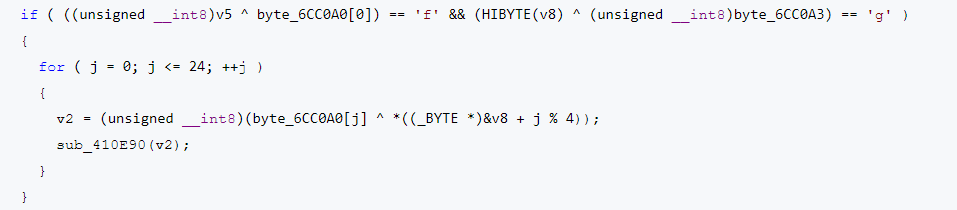 if ( ((unsigned __int8)v5 ^ byte_6CC0A0[0]) == 'f' && (HIBYTE(v8) ^ (unsigned __int8)byte_6CC0A3) == 'g' )
{
for ( j = 0; j <= 24; ++j )
{
v2 = (unsigned __int8)(byte_6CC0A0[j] ^ *((_BYTE *)&v8 + j % 4));
sub_410E90(v2);
}
}